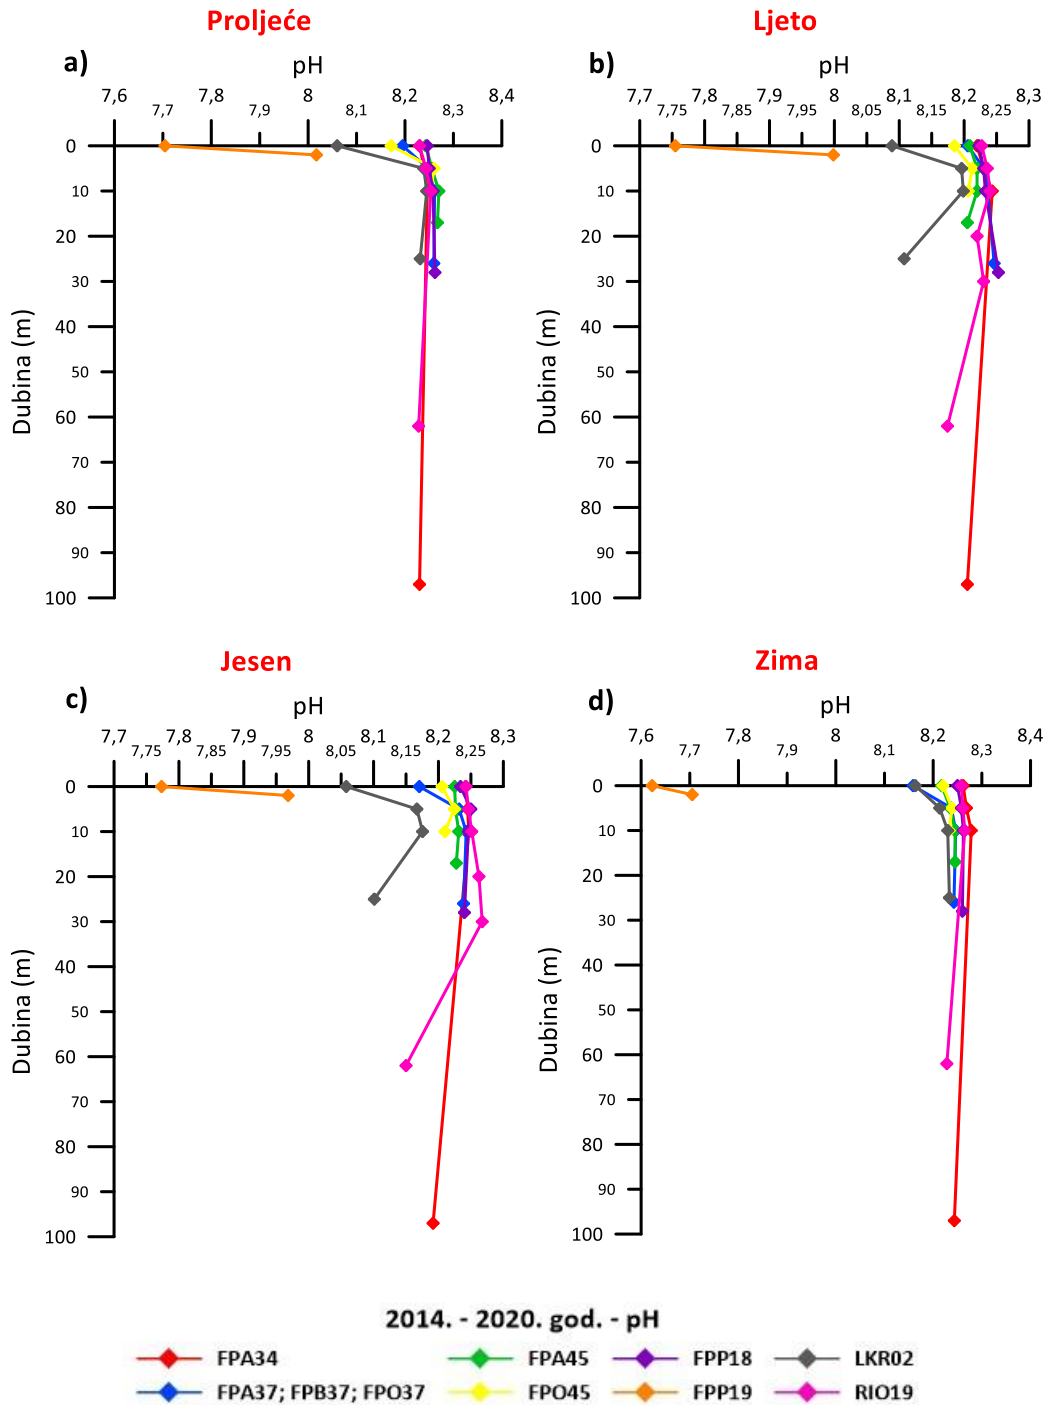 Proljeće
a)
pH
7,6 7,8 8 8,2 8,4
7,7 7,9 8,1 8,3
0
10
20
30
40
50
60
70
80
90
100
Dubina (m)
Ljeto
b)
pH
7,7 7,8 7,9 8 8,1 8,2 8,3
7,75 7,85 7,95 8,05 8,15 8,25
0
10
20
30
40
50
60
70
80
90
100
Dubina (m)
Jesen
c)
pH
7,7 7,8 7,9 8 8,1 8,2 8,3
7,75 7,85 7,95 8,05 8,15 8,25
0
10
20
30
40
50
60
70
80
90
100
Dubina (m)
Zima
d)
pH
7,6 7,8 8 8,2 8,4
7,7 7,9 8,1 8,3
0
10
20
30
40
50
60
70
80
90
100
Dubina (m)
2014. - 2020. god. - pH
FPA34 FPA45 FPP18 LKR02
FPA37; FPB37; FPO37 FPO45 FPP19 RIO19